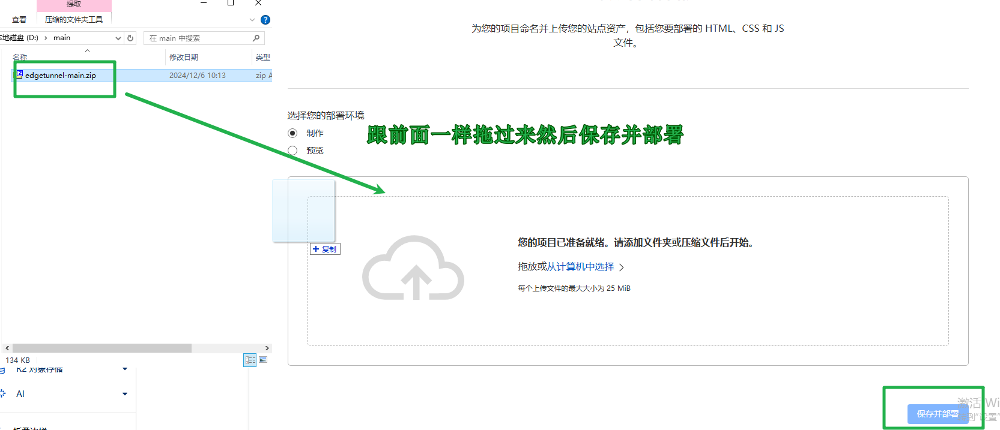 提取
查看
压缩的文件夹工具
本地磁盘 (D:) › main
在 main 中搜索
名称
修改日期
类型
edgetunnel-main.zip
2024/12/6 10:13
zip A
134 KB
R2 对象存储
AI
为您的项目命名并上传您的站点资产，包括您要部署的 HTML、CSS 和 JS
文件。
选择您的部署环境
制作
预览
跟前面一样拖过来然后保存并部署
复制
您的项目已准备就绪。请添加文件夹或压缩文件后开始。
拖放或从计算机中选择
每个上传文件的最大大小为 25 MiB
激活 Wi
保存并部署
到"设置"